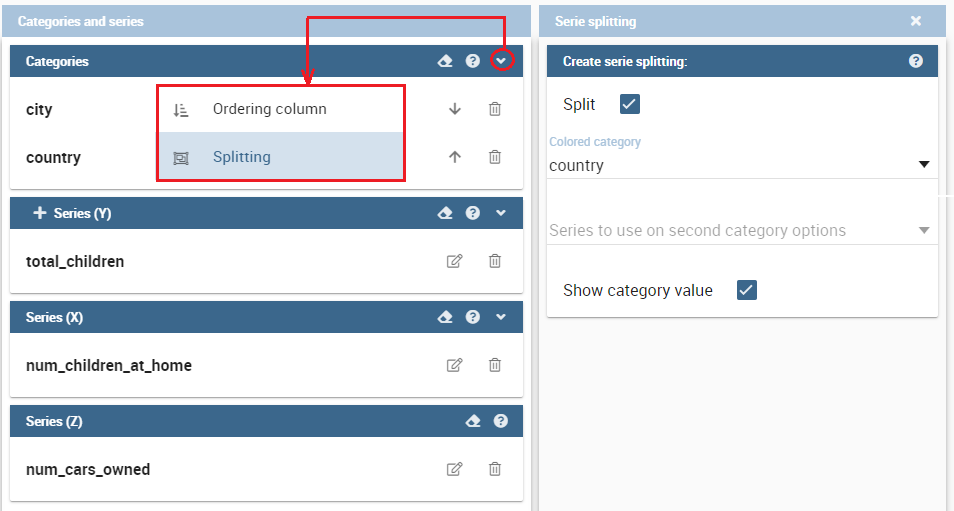 Categories and series
Categories
city
Ordering column
country
Splitting
Series (Y)
total_children
Series (X)
num_children_at_home
Series (Z)
num_cars_owned
Serie splitting
Create serie splitting:
Split
Colored category
country
Series to use on second category options
Show category value